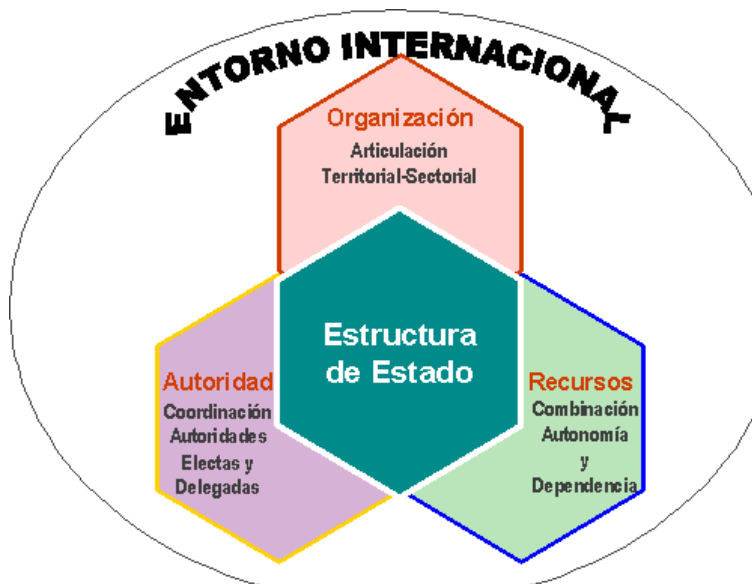 ENTORNO INTERNACIONAL
Organización
Articulación
Territorial-Sectorial
Estructura
de Estado
Autoridad
Coordinación
Autoridades
Electas y
Delegadas
Recursos
Combinación
Autonomía
y
Dependencia